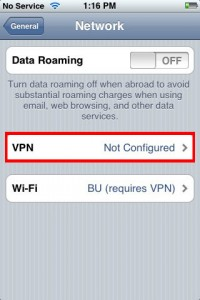 No Service 1:16 PM
General Network
Data Roaming OFF
Turn data roaming off when abroad to avoid
substantial roaming charges when using
email, web browsing, and other data
services.
VPN Not Configured
Wi-Fi BU (requires VPN)